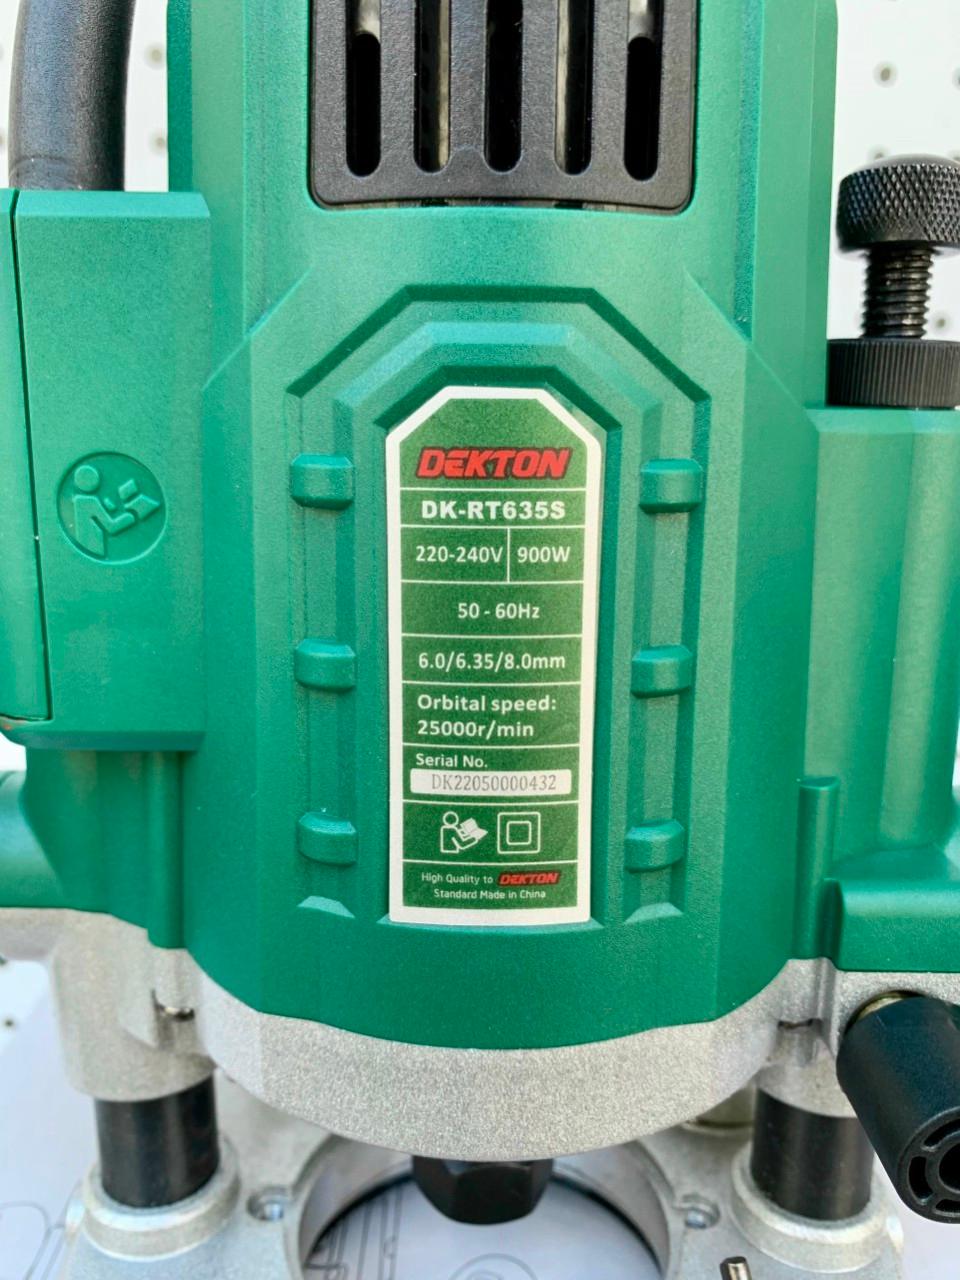 DEKTON
DK-RT635S
220-240V 900W
50 - 60Hz
6.0/6.35/8.0mm
Orbital speed:
25000r/min
Serial No.
DK22050000432
High Quality to DEKTON
Standard Made in China